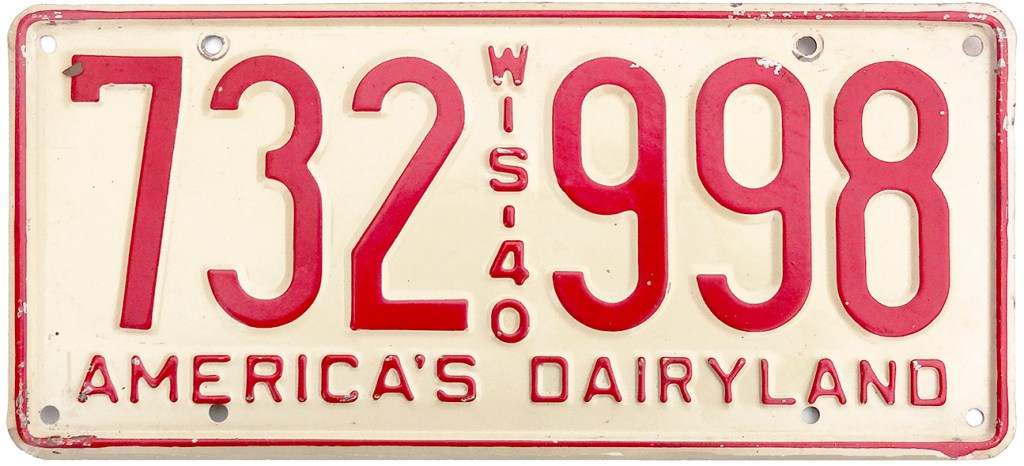 732 WIS·40 998
AMERICA'S DAIRYLAND